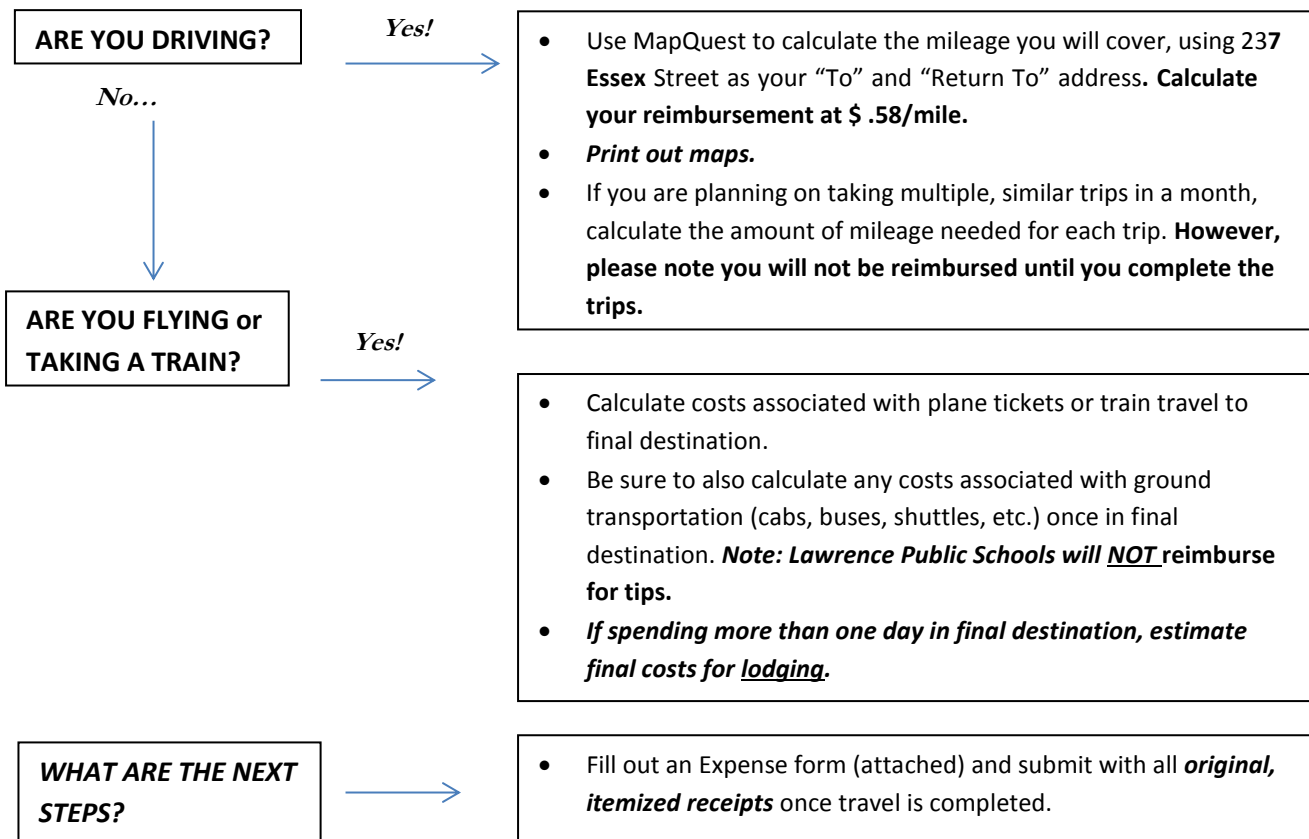 ARE YOU DRIVING?
Yes!
No...
• Use MapQuest to calculate the mileage you will cover, using 237
Essex Street as your “To” and “Return To” address. Calculate
your reimbursement at $ .58/mile.
• Print out maps.
• If you are planning on taking multiple, similar trips in a month,
calculate the amount of mileage needed for each trip. However,
please note you will not be reimbursed until you complete the
trips.
ARE YOU FLYING or
TAKING A TRAIN?
Yes!
• Calculate costs associated with plane tickets or train travel to
final destination.
• Be sure to also calculate any costs associated with ground
transportation (cabs, buses, shuttles, etc.) once in final
destination. Note: Lawrence Public Schools will NOT reimburse
for tips.
• If spending more than one day in final destination, estimate
final costs for lodging.
WHAT ARE THE NEXT
STEPS?
• Fill out an Expense form (attached) and submit with all original,
itemized receipts once travel is completed.